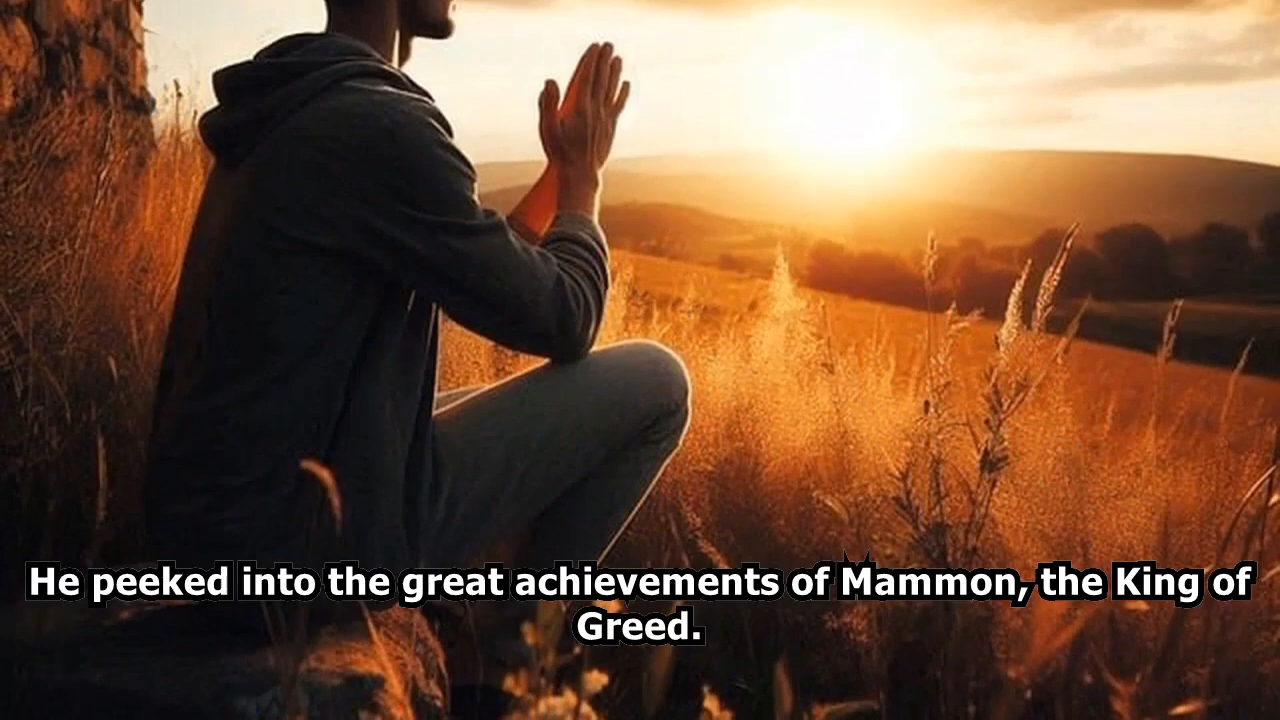 He peeked into the great achievements of Mammon, the King of
Greed.